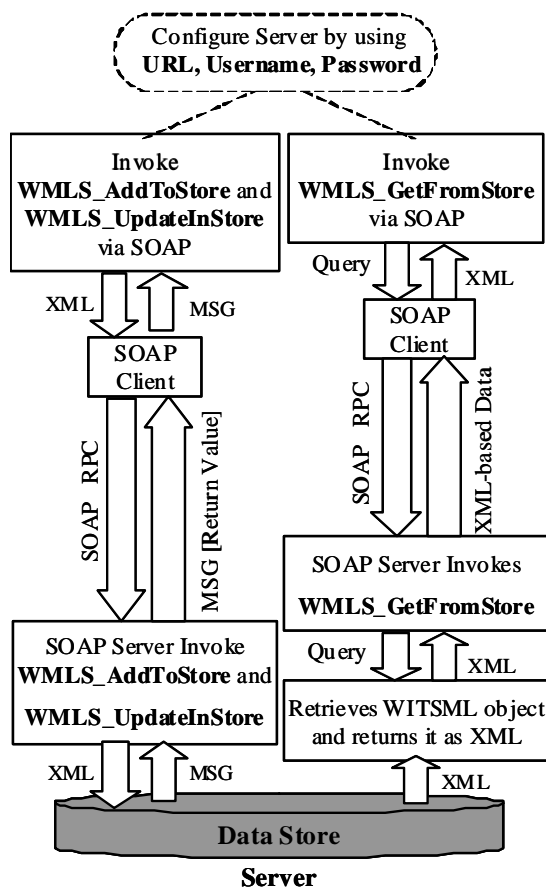 Configure Server by using
URL, Username, Password
Invoke
WMLS_AddToStore and
WMLS_UpdateInStore
via SOAP
XML
MSG
SOAP
Client
SOAP RPC
MSG [Return Value]
SOAP Server Invoke
WMLS_AddToStore and
WMLS_UpdateInStore
XML
MSG
Invoke
WMLS_GetFromStore
via SOAP
Query
XML
SOAP
Client
SOAP RPC
XML-based Data
SOAP Server Invokes
WMLS_GetFromStore
Query
XML
Retrieves WITSML object
and returns it as XML
XML
Data Store
Server